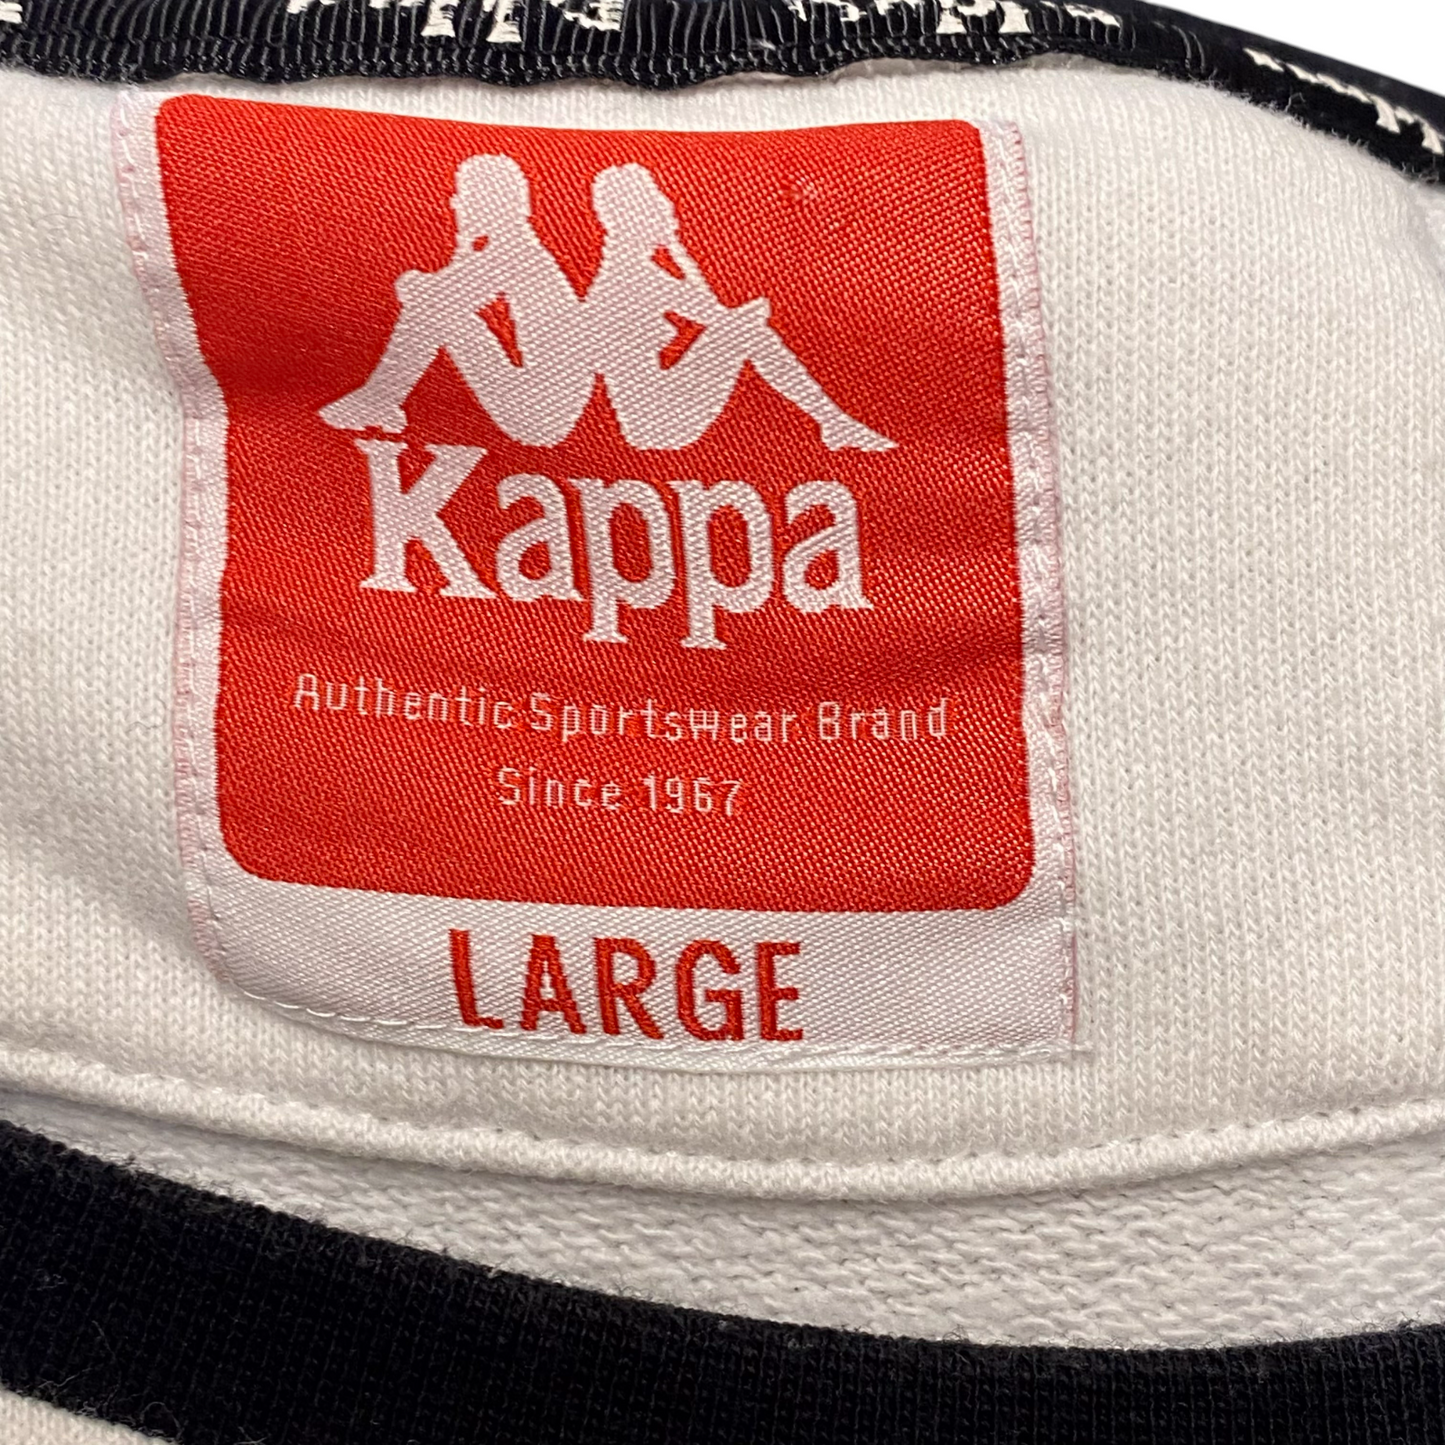 Kappa
Authentic Sportswear Brand
Since 1967
LARGE